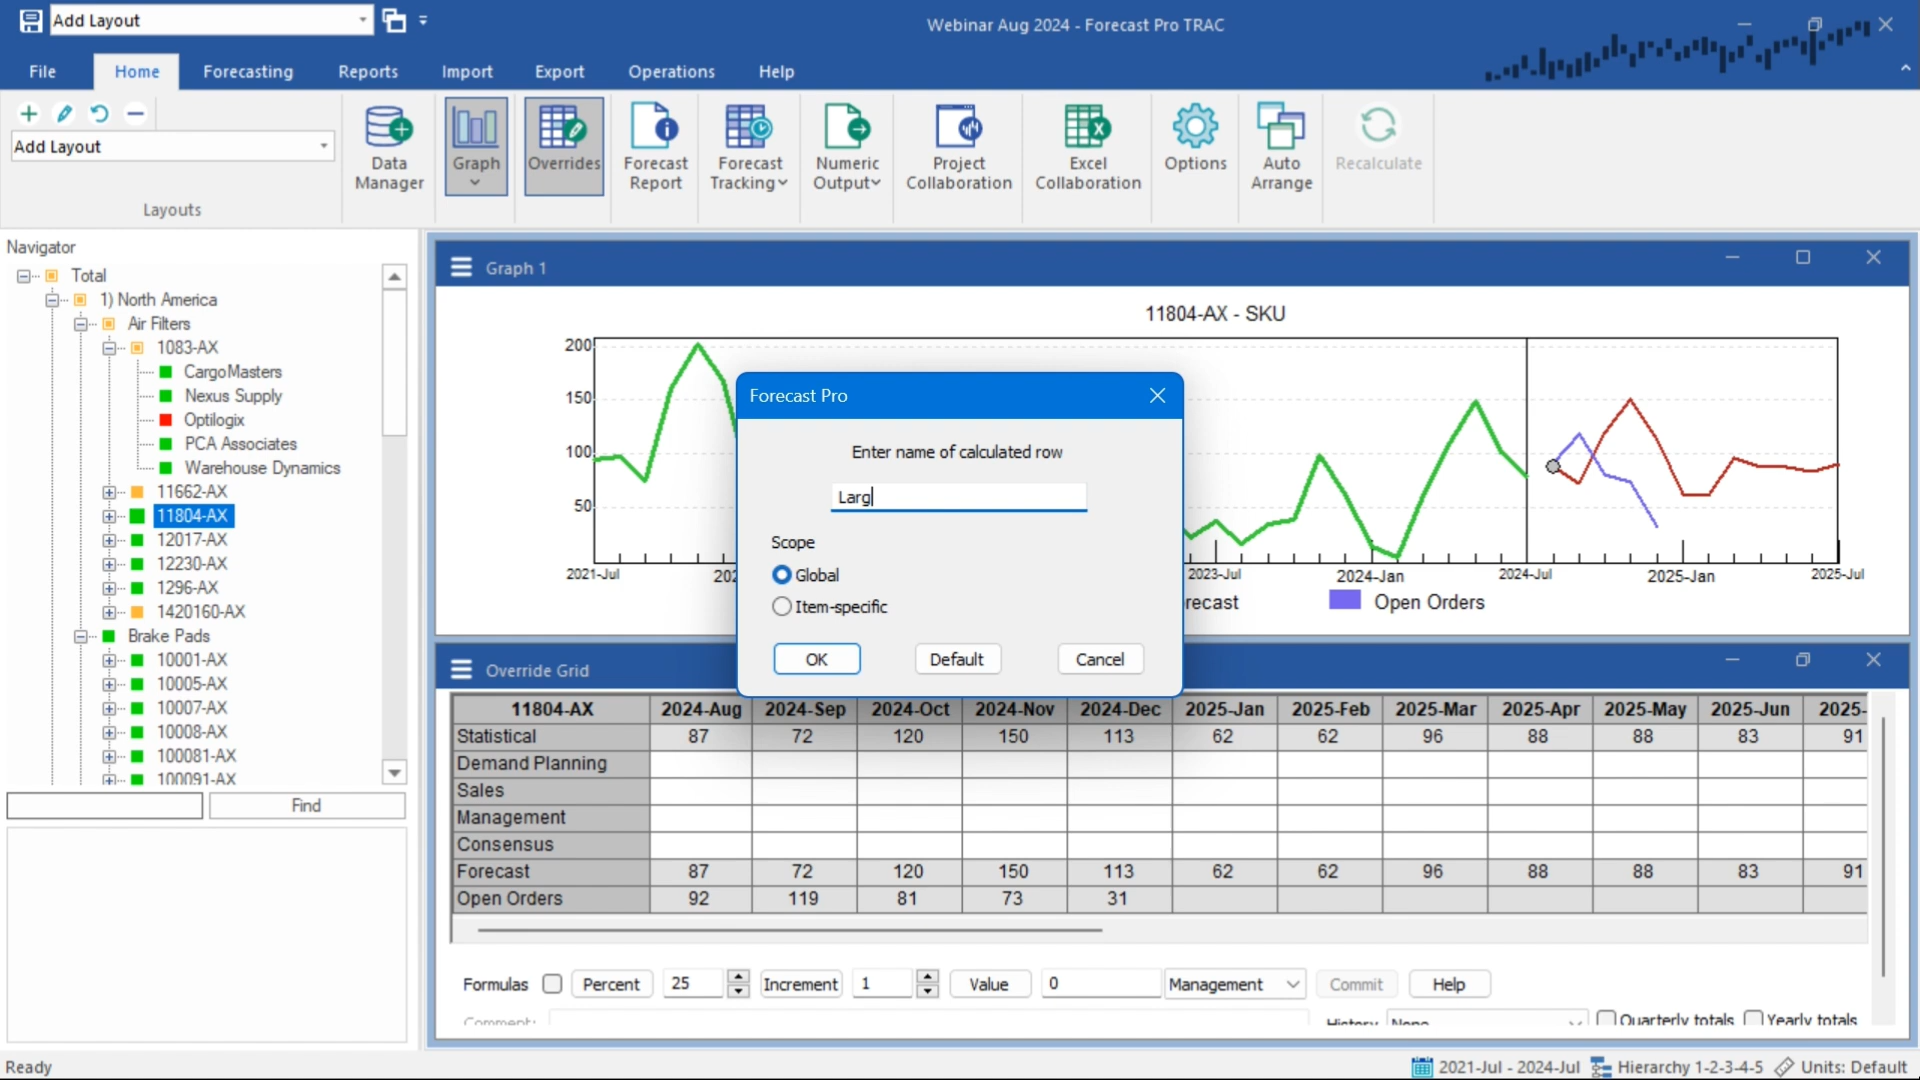 Add Layout
Webinar Aug 2024 - Forecast Pro TRAC
File Home Forecasting Reports Import Export Operations Help
Add Layout
Layouts
Data Manager
Graph
Overrides
Forecast Report
Forecast Tracking
Numeric Output
Project Collaboration
Excel Collaboration
Options
Auto Arrange
Recalculate
Navigator
Total
1) North America
Air Filters
1083-AX
CargoMasters
Nexus Supply
Optilogix
PCA Associates
Warehouse Dynamics
11662-AX
11804-AX
12017-AX
12230-AX
1296-AX
1420160-AX
Brake Pads
10001-AX
10005-AX
10007-AX
10008-AX
100081-AX
100091-AX
Find
Graph 1
11804-AX - SKU
200
150
100
50
2021-Jul 202 2023-Jul 2024-Jan 2024-Jul 2025-Jan 2025-Jul
recast Open Orders
Forecast Pro
Enter name of calculated row
Larg
Scope
Global
Item-specific
OK Default Cancel
Override Grid
11804-AX 2024-Aug 2024-Sep 2024-Oct 2024-Nov 2024-Dec 2025-Jan 2025-Feb 2025-Mar 2025-Apr 2025-May 2025-Jun 2025-
Statistical 87 72 120 150 113 62 62 96 88 88 83 91
Demand Planning
Sales
Management
Consensus
Forecast 87 72 120 150 113 62 62 96 88 88 83 91
Open Orders 92 119 81 73 31
Formulas Percent 25 Increment 1 Value 0 Management Commit Help
Comment: History None Quarterly totals Yearly totals
Ready 2021-Jul - 2024-Jul Hierarchy 1-2-3-4-5 Units: Default